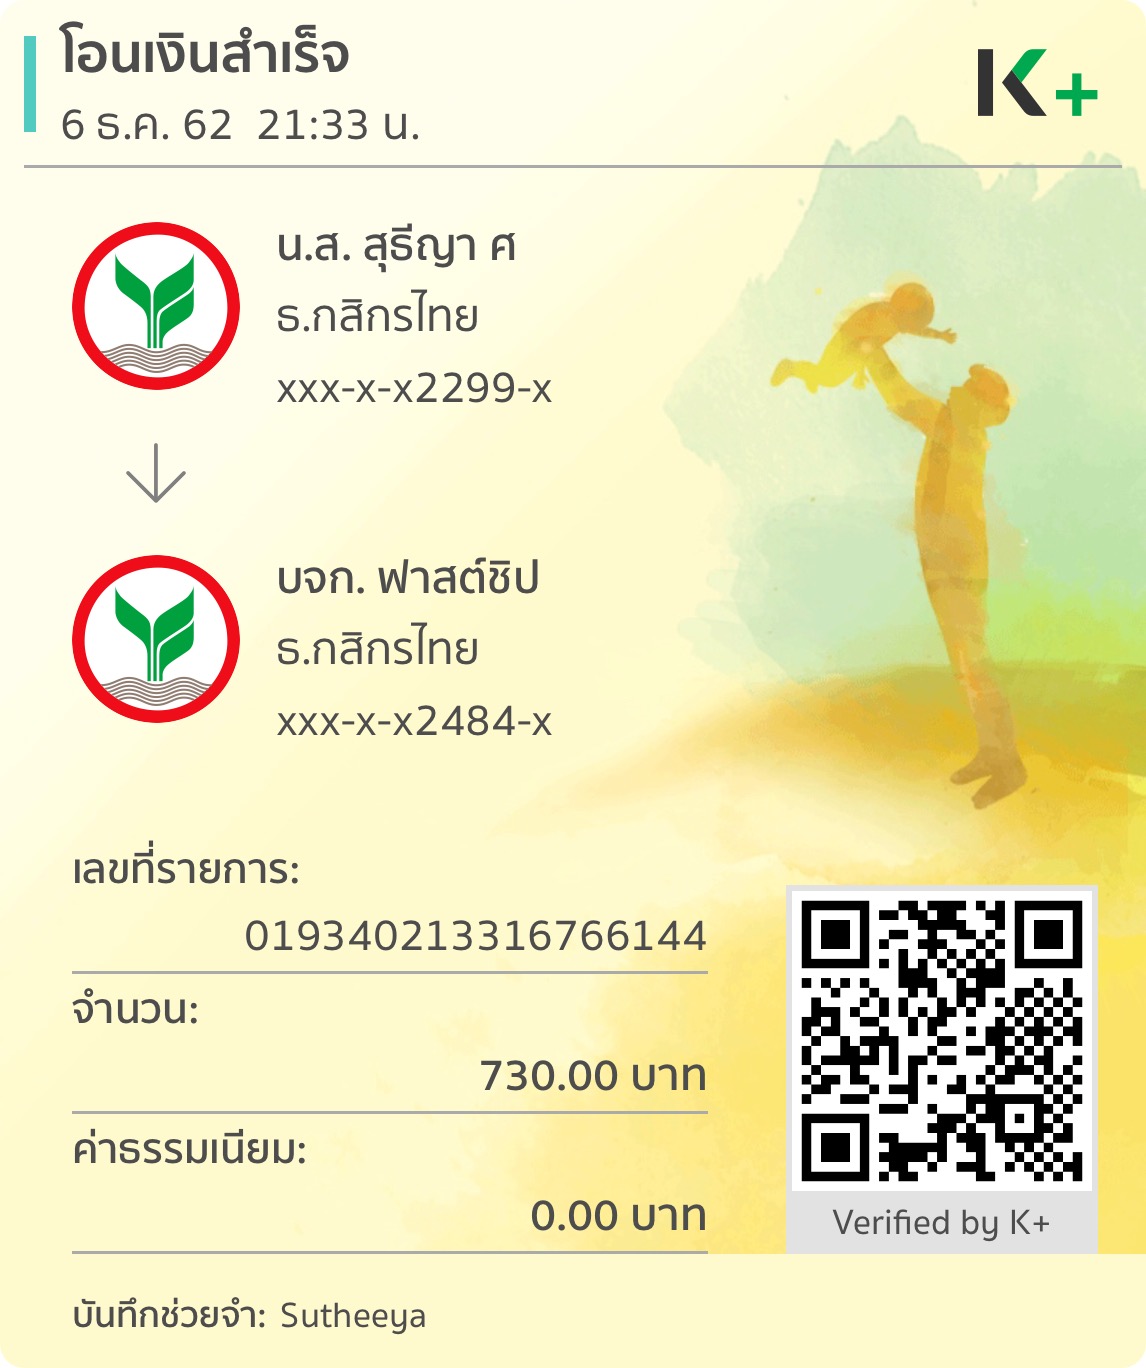 โอนเงินสำเร็จ
6 ธ.ค. 62 21:33 น.
K+
น.ส. สุธีญา ศ
ธ.กสิกรไทย
xxx-x-x2299-x
บจก. ฟาสต์ชิป
ธ.กสิกรไทย
xxx-x-x2484-x
เลขที่รายการ:
019340213316766144
จำนวน:
730.00 บาท
ค่าธรรมเนียม:
0.00 บาท
Verified by K+
บันทึกช่วยจำ: Sutheeya